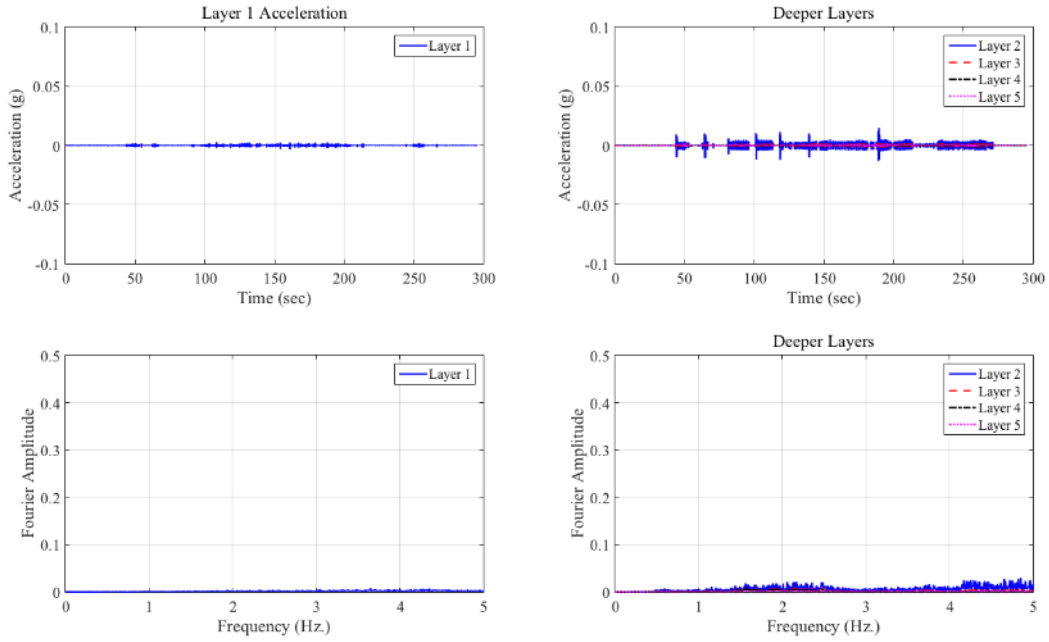 Layer 1 Acceleration
0.1
0.05
0
-0.05
-0.1
Acceleration (g)
Layer 1
0 50 100 150 200 250 300
Time (sec)
Deeper Layers
0.1
0.05
0
-0.05
-0.1
Acceleration (g)
Layer 2
Layer 3
Layer 4
Layer 5
0 50 100 150 200 250 300
Time (sec)
0.5
0.4
0.3
0.2
0.1
0
Fourier Amplitude
Layer 1
0 1 2 3 4 5
Frequency (Hz.)
Deeper Layers
0.5
0.4
0.3
0.2
0.1
0
Fourier Amplitude
Layer 2
Layer 3
Layer 4
Layer 5
0 1 2 3 4 5
Frequency (Hz.)